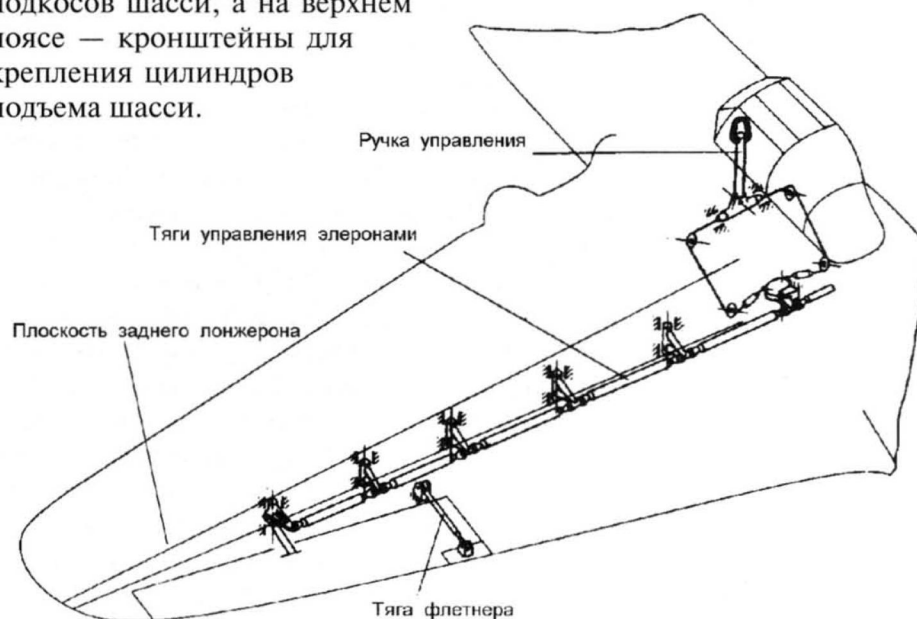 подкосов шасси, а на верхнем
поясе — кронштейны для
крепления цилиндров
подъема шасси.
Ручка управления
Тяги управления элеронами
Плоскость заднего лонжерона
Тяга флетнера